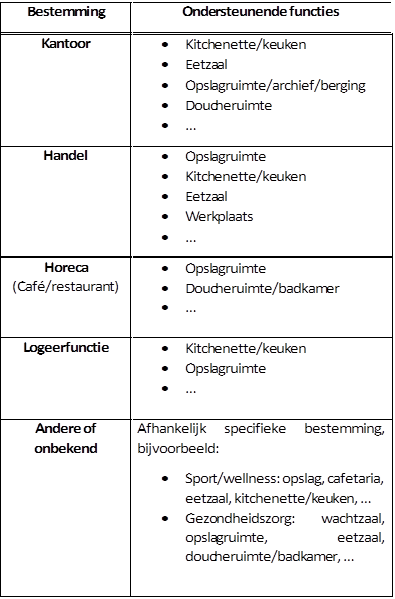 Bestemming Ondersteunende functies
Kantoor
• Kitchenette/keuken
• Eetzaal
• Opslagruimte/archief/berging
• Doucheruimte
• ...
Handel
• Opslagruimte
• Kitchenette/keuken
• Eetzaal
• Werkplaats
• ...
Horeca
(Café/restaurant)
• Opslagruimte
• Doucheruimte/badkamer
• ...
Logeerfunctie
• Kitchenette/keuken
• Opslagruimte
• ...
Andere of
onbekend
Afhankelijk specifieke bestemming,
bijvoorbeeld:
• Sport/wellness: opslag, cafetaria,
eetzaal, kitchenette/keuken, ...
• Gezondheidszorg: wachtzaal,
opslagruimte, eetzaal,
doucheruimte/badkamer, ...